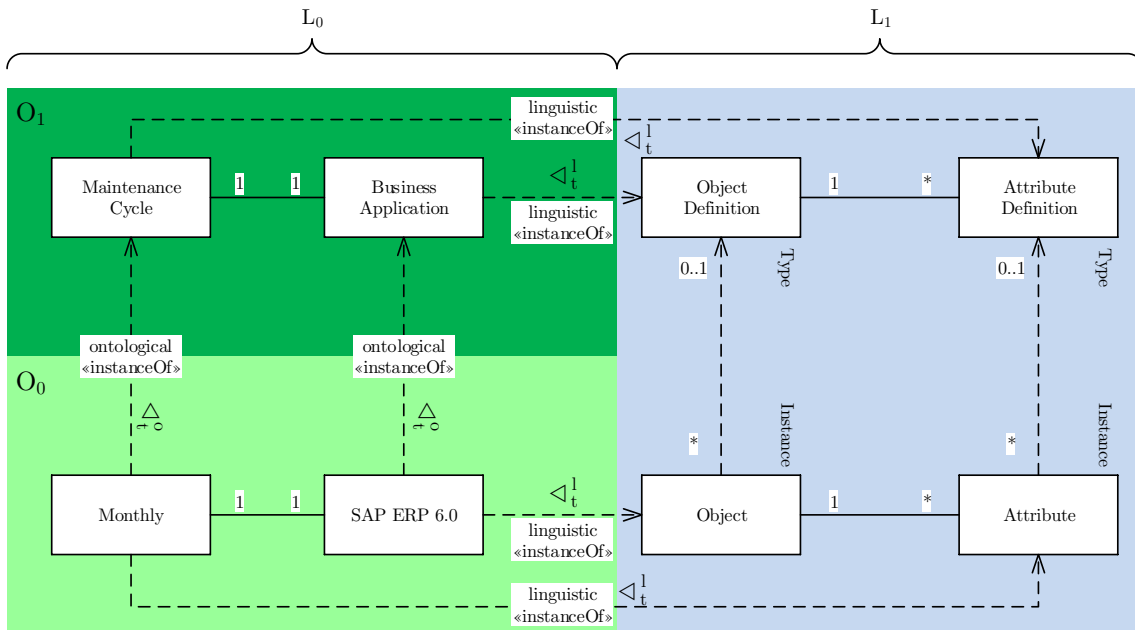 L0
L1
O1
linguistic
«instanceOf»
◁ l t
Maintenance
Cycle
1
1
Business
Application
◁ l t
linguistic
«instanceOf»
Object
Definition
1
*
Attribute
Definition
0..1
Type
0..1
Type
ontological
«instanceOf»
ontological
«instanceOf»
O0
◁ o t
◁ o t
*
Instance
*
Instance
Monthly
1
1
SAP ERP 6.0
◁ l t
linguistic
«instanceOf»
Object
1
*
Attribute
linguistic
«instanceOf»
◁ l t